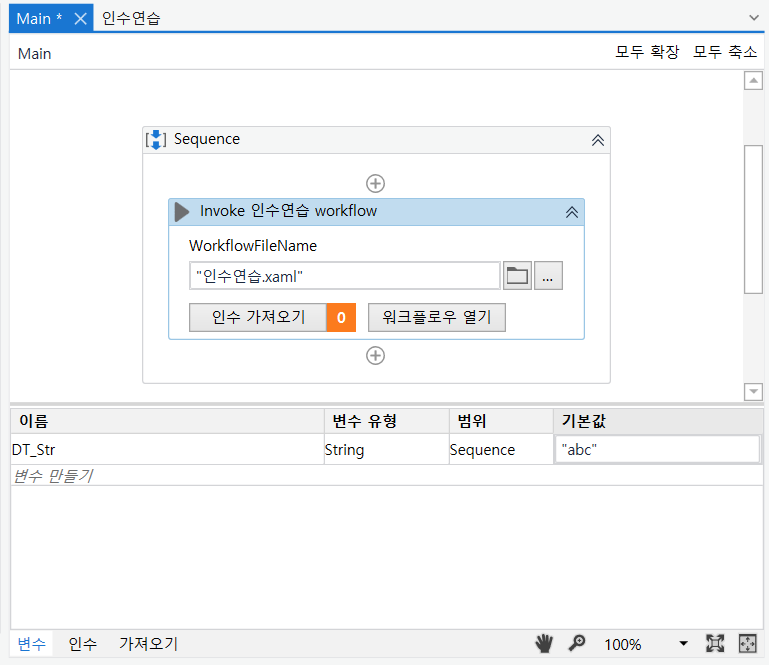 Main * 인수연습
Main 모두 확장 모두 축소
Sequence
Invoke 인수연습 workflow
WorkflowFileName
"인수연습.xaml"
...
인수 가져오기 0 워크플로우 열기
이름 변수 유형 범위 기본값
DT_Str String Sequence "abc"
변수 만들기
변수 인수 가져오기 100%